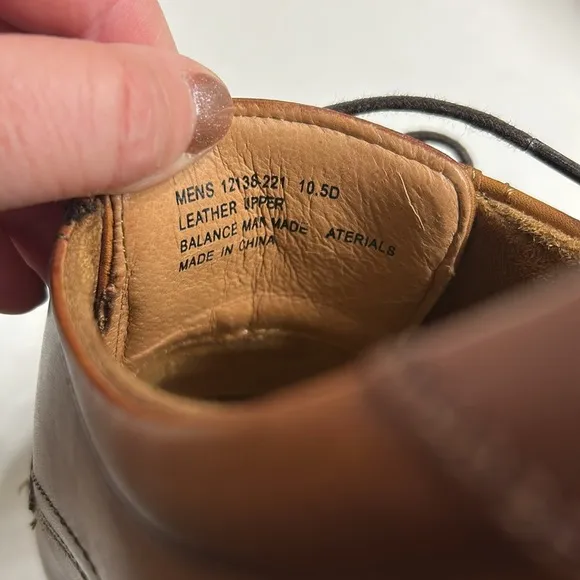 MENS 12138-221 10.5D
LEATHER UPPER
BALANCE MAN MADE ATERIALS
MADE IN CHINA